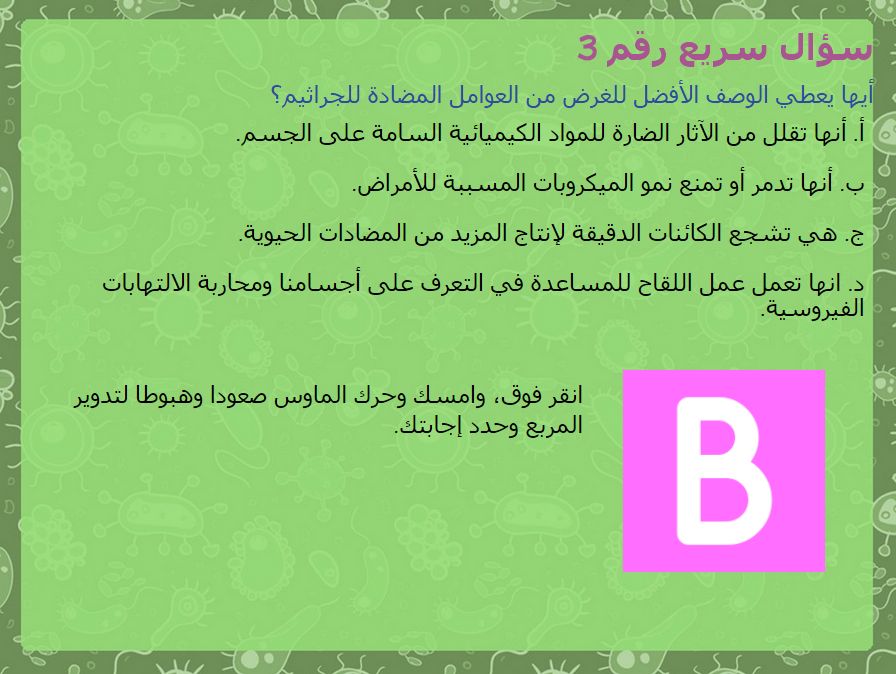 سؤال سريع رقم 3
أيها يعطي الوصف الأفضل للغرض من العوامل المضادة للجراثيم؟
أ. أنها تقلل من الآثار الضارة للمواد الكيميائية السامة على الجسم.
ب. أنها تدمر أو تمنع نمو الميكروبات المسببة للأمراض.
ج. هي تشجع الكائنات الدقيقة لإنتاج المزيد من المضادات الحيوية.
د. انها تعمل عمل اللقاح للمساعدة في التعرف على أجسامنا ومحاربة الالتهابات
الفيروسية.
انقر فوق، وامسك وحرك الماوس صعودا وهبوطا لتدوير
المربع وحدد إجابتك.
B